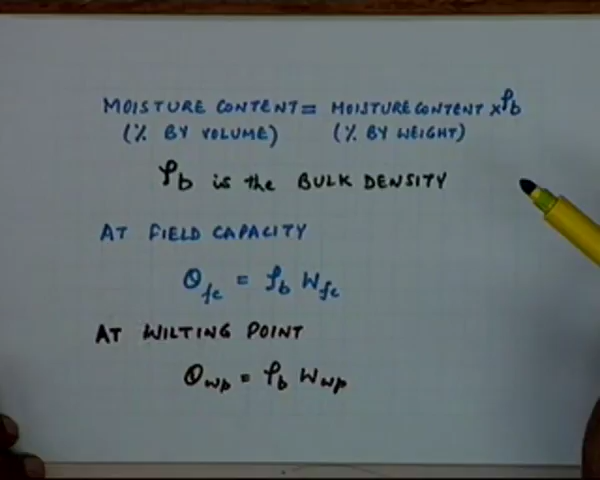 MOISTURE CONTENT = MOISTURE CONTENT x ρb
(% BY VOLUME) (% BY WEIGHT)
ρb is the BULK DENSITY
AT FIELD CAPACITY
θfc = ρb Wfc
AT WILTING POINT
θwp = ρb Wwp